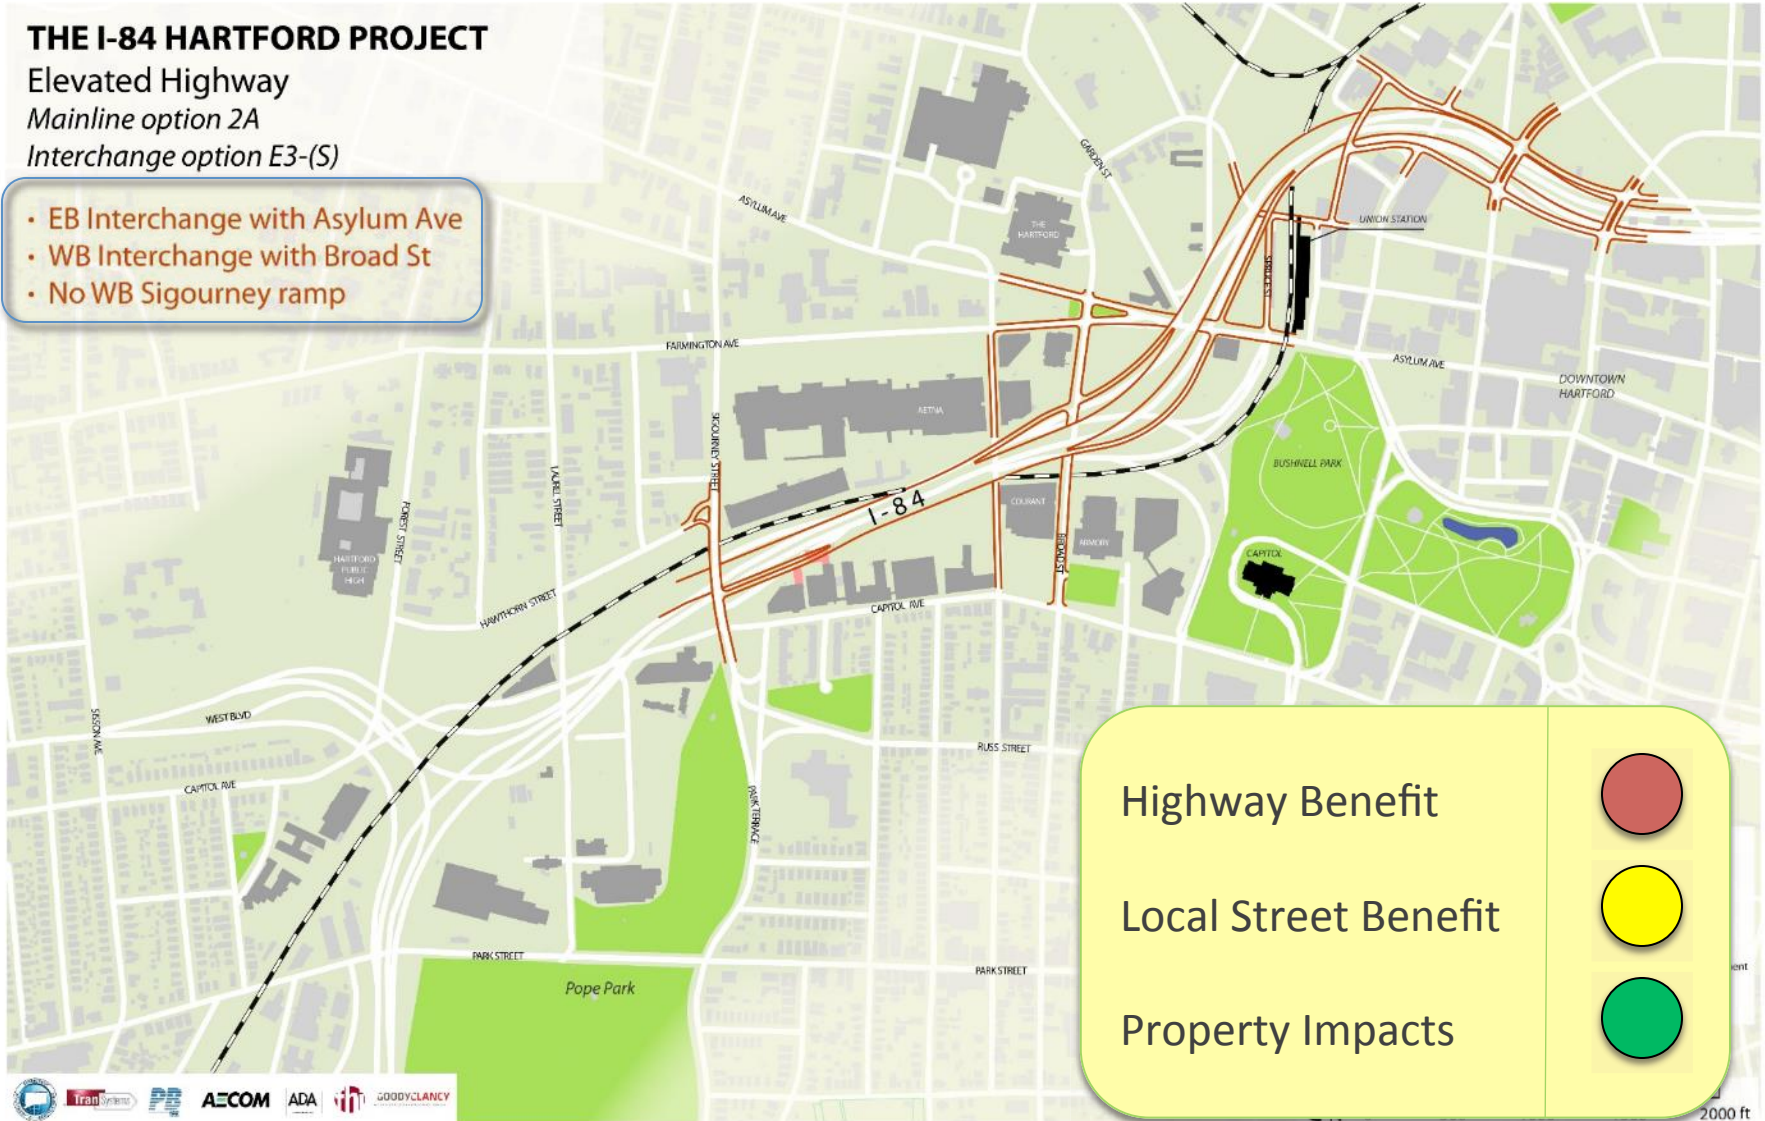 THE I-84 HARTFORD PROJECT
Elevated Highway
Mainline option 2A
Interchange option E3-(S)
• EB Interchange with Asylum Ave
• WB Interchange with Broad St
• No WB Sigourney ramp
GARDEN ST
ASYLUM AVE
THE
HARTFORD
UNION STATION
SPRUCE ST
FARMINGTON AVE
ASYLUM AVE
DOWNTOWN
HARTFORD
AETNA
SIGOURNEY STREET
BUSHNELL PARK
LAUREL STREET
FOREST STREET
I-84
COURANT
BROAD ST
ARMORY
HARTFORD
PUBLIC
HIGH
CAPITOL
HAWTHORN STREET
CAPITOL AVE
SISSON AVE
WEST BLVD
RUSS STREET
CAPITOL AVE
PARK TERRACE
PARK STREET
PARK STREET
Pope Park
Highway Benefit
Local Street Benefit
Property Impacts
2000 ft
TranSystems
PB
AECOM
ADA
GOODYCLANCY